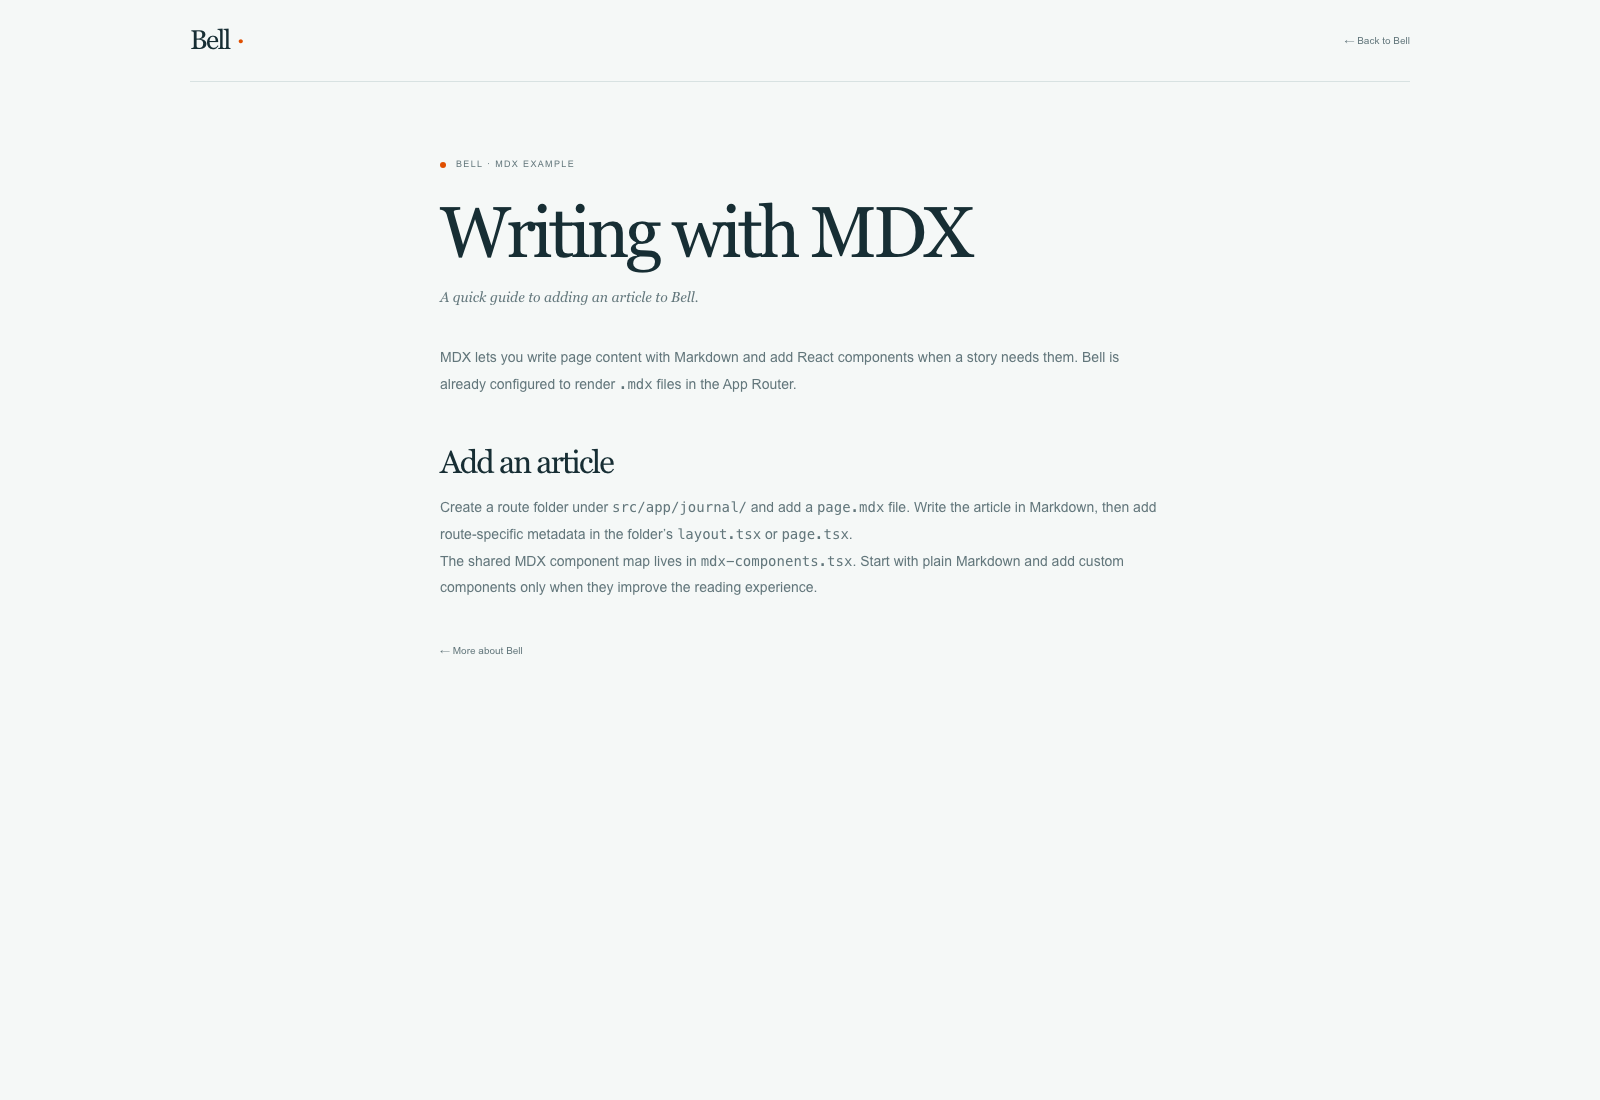 Bell
← Back to Bell
BELL · MDX EXAMPLE
Writing with MDX
A quick guide to adding an article to Bell.
MDX lets you write page content with Markdown and add React components when a story needs them. Bell is
already configured to render .mdx files in the App Router.
Add an article
Create a route folder under src/app/journal/ and add a page.mdx file. Write the article in Markdown, then add
route-specific metadata in the folder’s layout.tsx or page.tsx.
The shared MDX component map lives in mdx-components.tsx. Start with plain Markdown and add custom
components only when they improve the reading experience.
← More about Bell